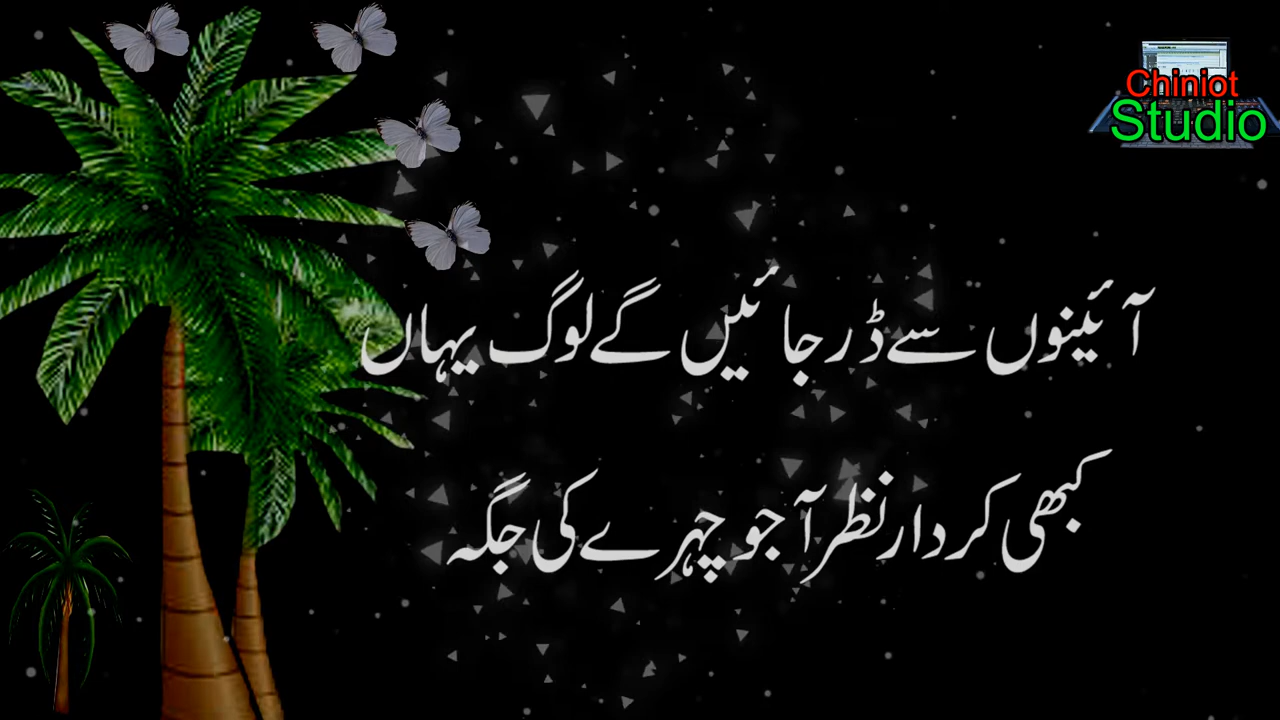 Chiniot
Studio
آئینوں سے ڈر جائیں گے لوگ یہاں
کبھی کردار نظر آ جو چہرے کی جگہ